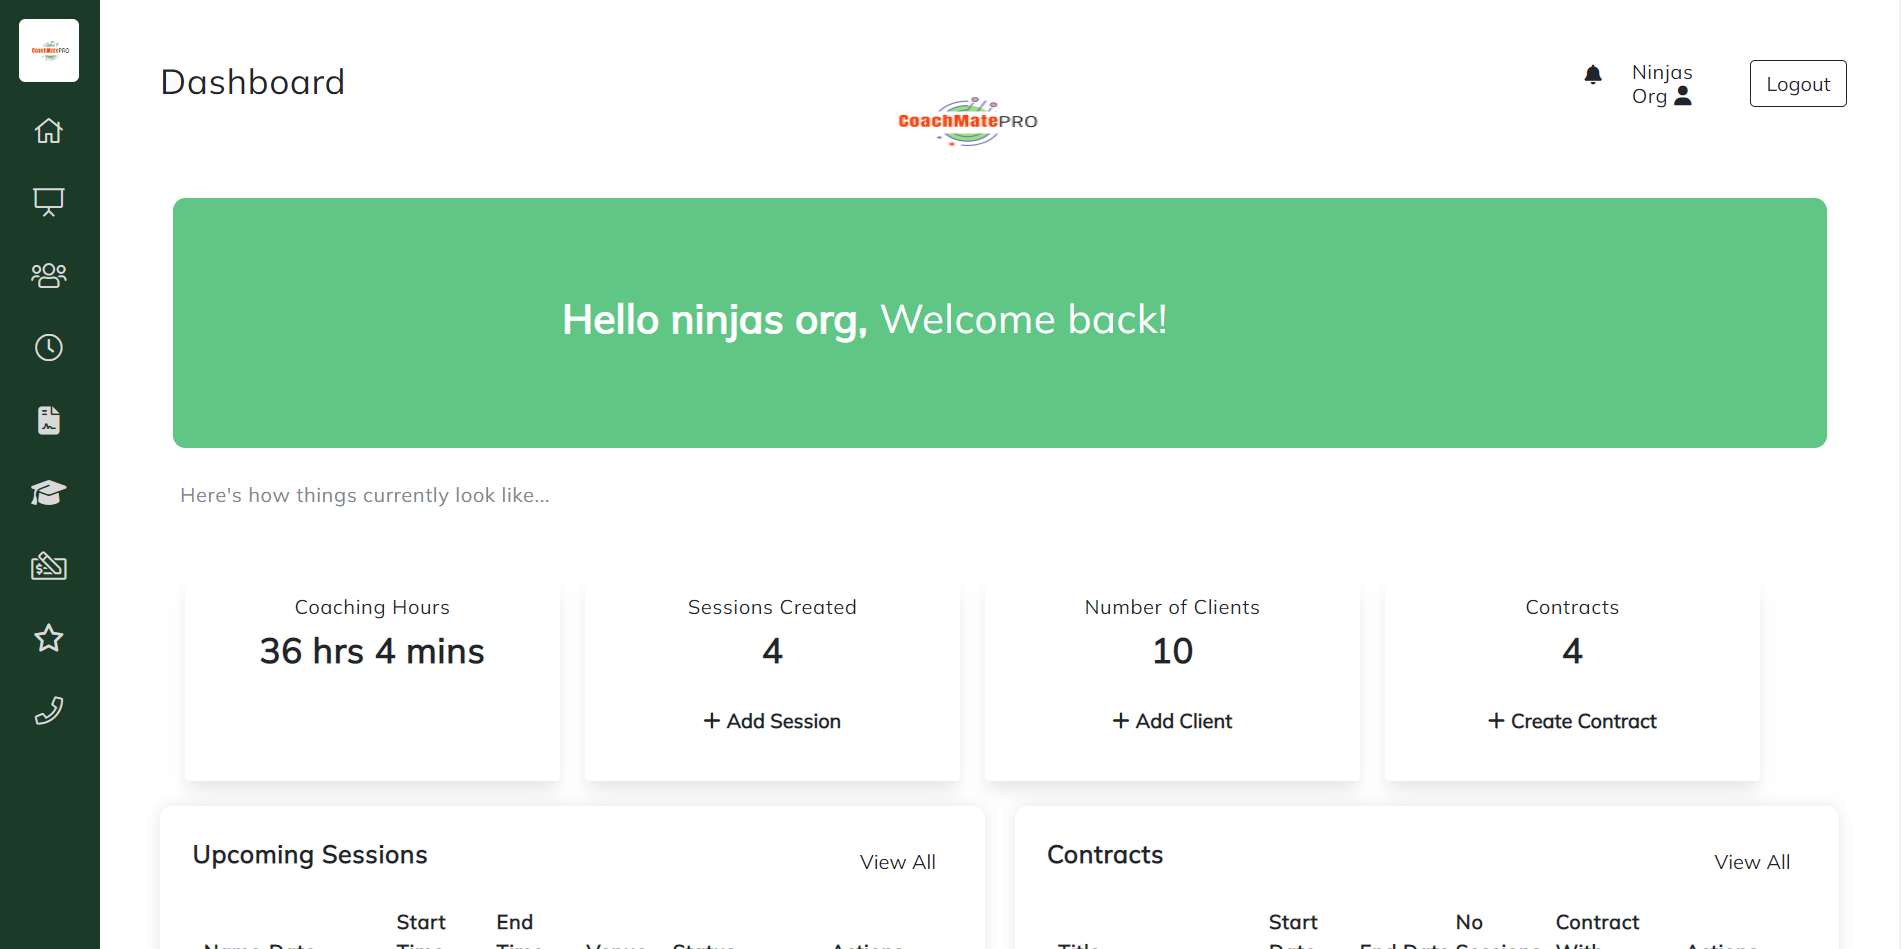 CoachMatePRO
Dashboard
Ninjas
Org
Logout
CoachMatePRO
Hello ninjas org, Welcome back!
Here's how things currently look like...
Coaching Hours
36 hrs 4 mins
Sessions Created
4
+ Add Session
Number of Clients
10
+ Add Client
Contracts
4
+ Create Contract
Upcoming Sessions
View All
Name Date Start Time End Time Venue Status Actions
Contracts
View All
Title Start Date End Date No Sessions Contract With Actions